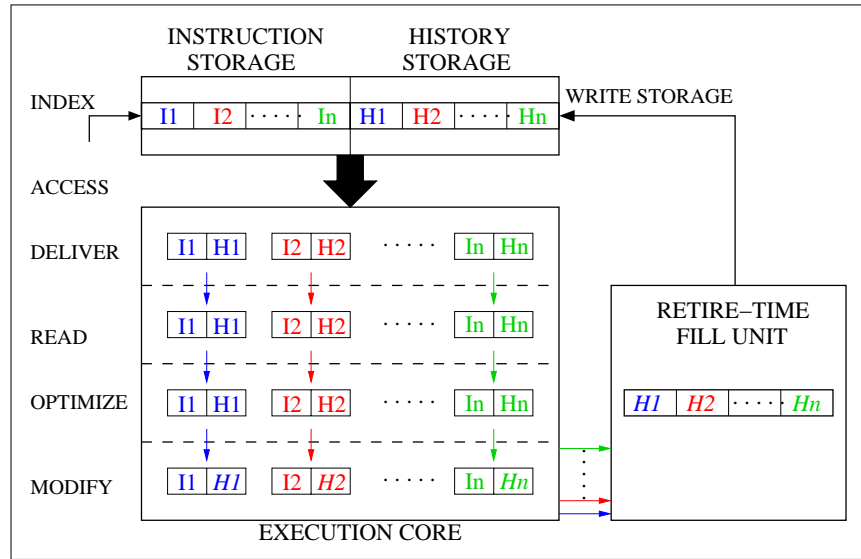 INSTRUCTION STORAGE
HISTORY STORAGE
INDEX
I1 I2 · · · · · In H1 H2 · · · · · Hn
WRITE STORAGE
ACCESS
DELIVER
I1 H1 I2 H2 · · · · · In Hn
READ
I1 H1 I2 H2 · · · · · In Hn
RETIRE–TIME
FILL UNIT
OPTIMIZE
I1 H1 I2 H2 · · · · · In Hn
H1 H2 · · · · · Hn
MODIFY
I1 H1 I2 H2 · · · · · In Hn
EXECUTION CORE